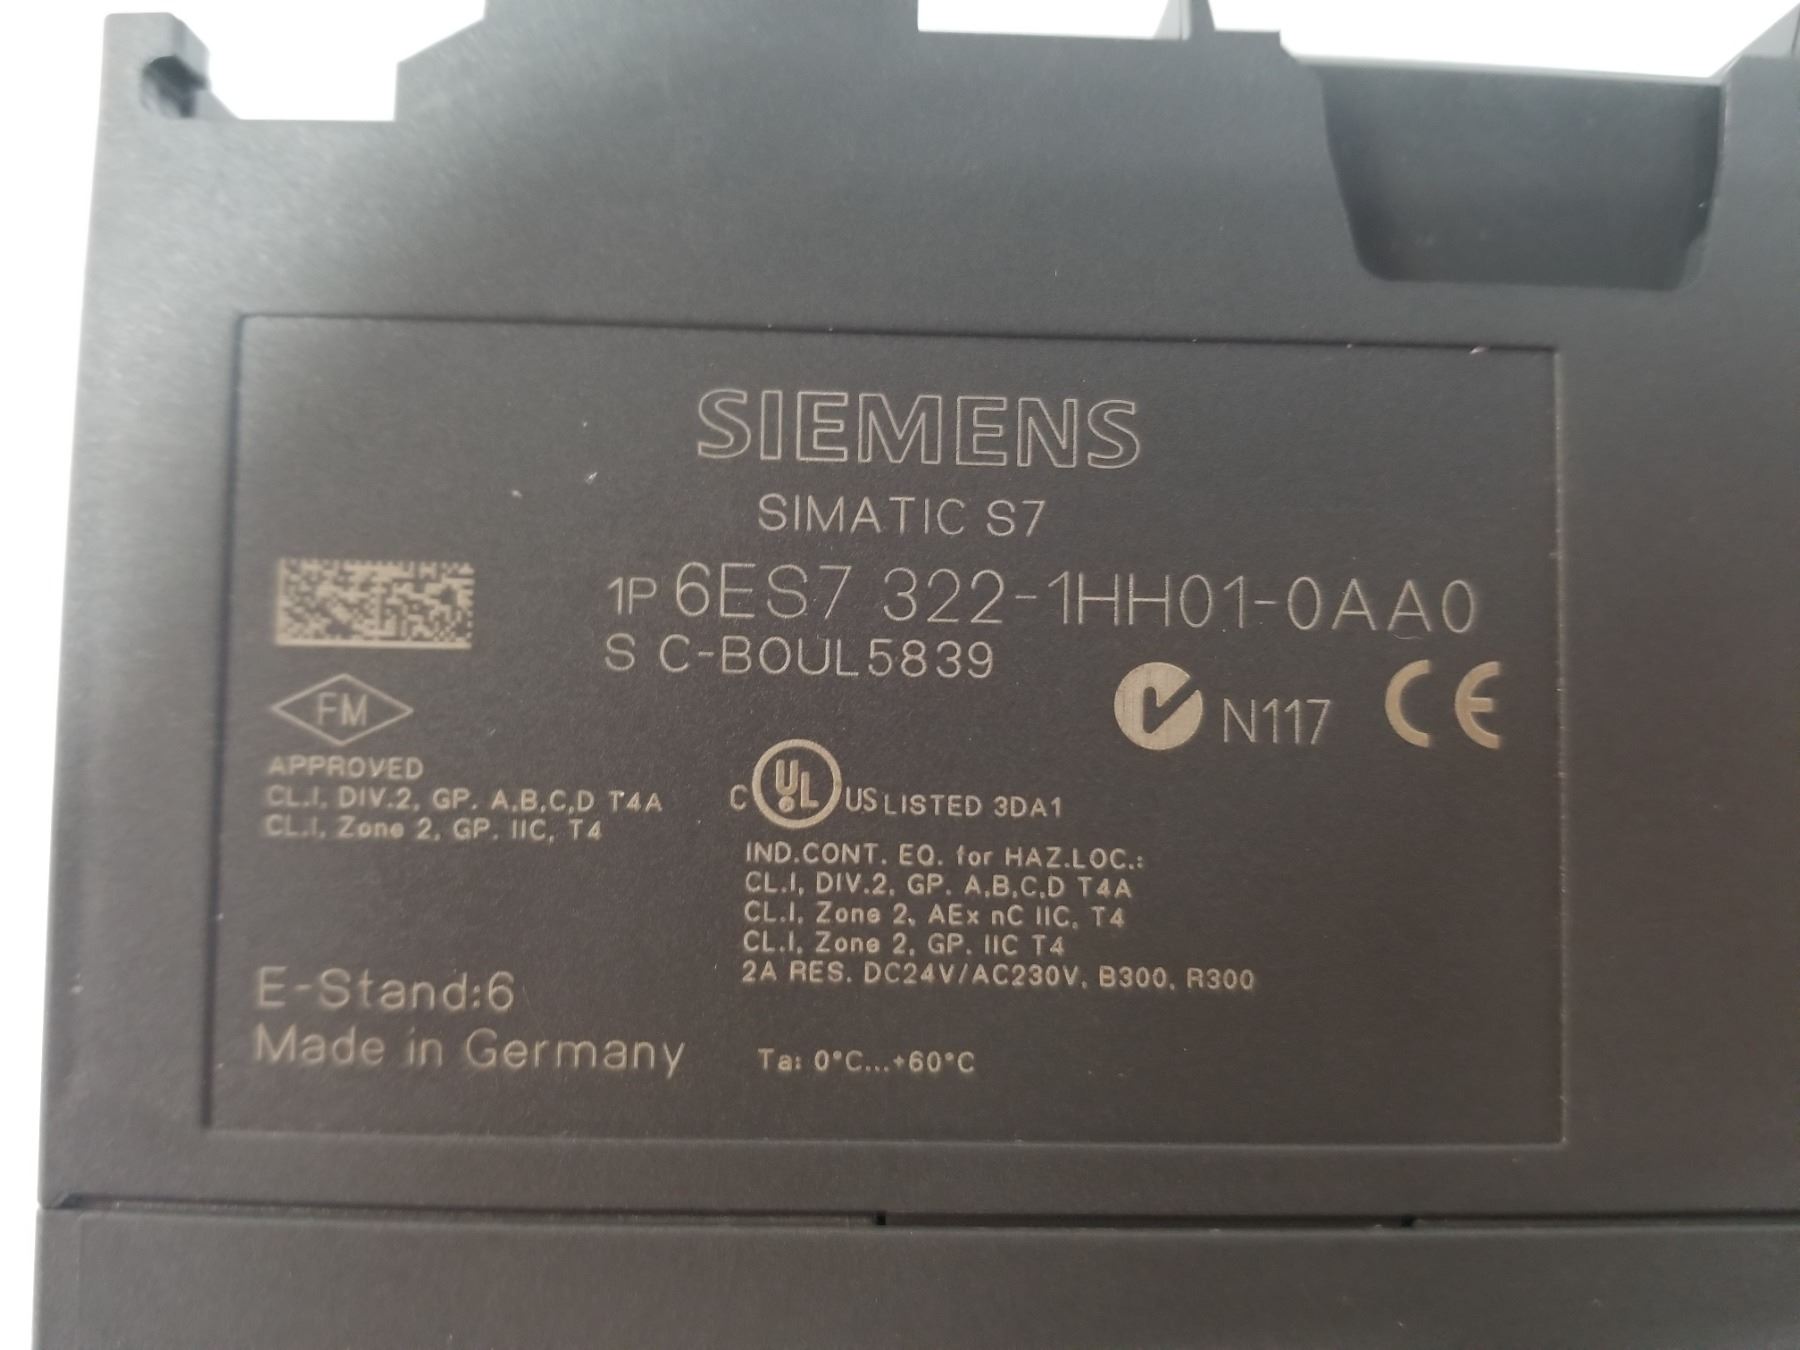 SIEMENS
SIMATIC S7
1P 6ES7 322-1HH01-0AA0
S C-B0UL5839
FM
N117 CE
APPROVED
CL.I, DIV.2, GP. A,B,C,D T4A
CL.I, Zone 2, GP. IIC, T4
C UL US LISTED 3DA1
IND.CONT. EQ. for HAZ.LOC.:
CL.I, DIV.2, GP. A,B,C,D T4A
CL.I, Zone 2, AEx nC IIC, T4
CL.I, Zone 2, GP. IIC T4
2A RES. DC24V/AC230V, B300, R300
E-Stand:6
Made in Germany
Ta: 0°C...+60°C